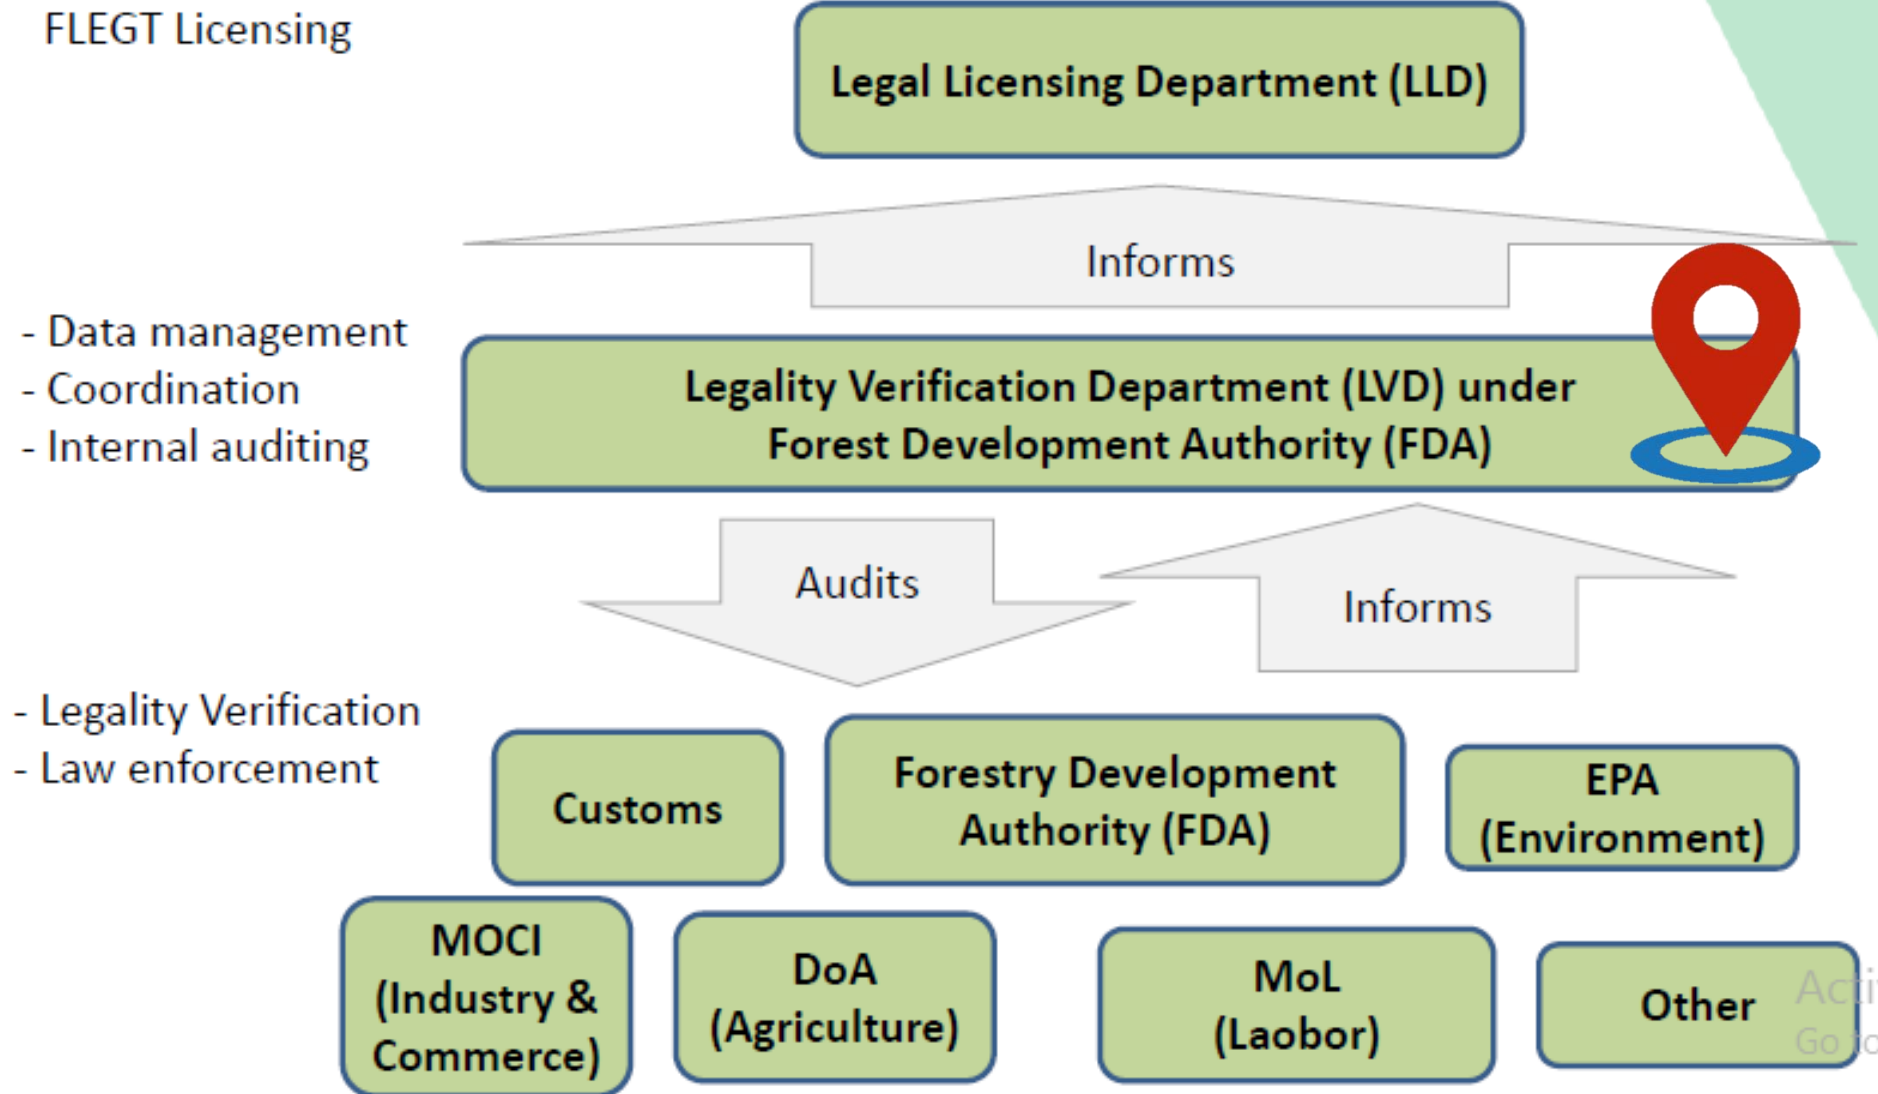 FLEGT Licensing
Legal Licensing Department (LLD)
Informs
- Data management
- Coordination
- Internal auditing
Legality Verification Department (LVD) under
Forest Development Authority (FDA)
Audits
Informs
- Legality Verification
- Law enforcement
Customs
Forestry Development
Authority (FDA)
EPA
(Environment)
MOCI
(Industry &
Commerce)
DoA
(Agriculture)
MoL
(Laobor)
Other
Go to